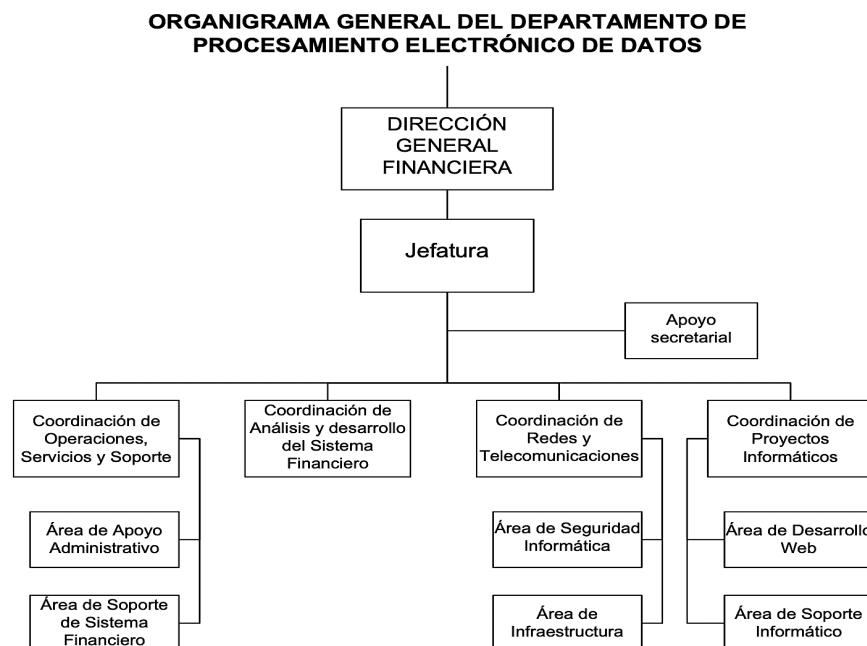 ORGANIGRAMA GENERAL DEL DEPARTAMENTO DE
PROCESAMIENTO ELECTRÓNICO DE DATOS
DIRECCIÓN
GENERAL
FINANCIERA
Jefatura
Apoyo
secretarial
Coordinación de
Operaciones,
Servicios y Soporte
Coordinación de
Análisis y desarrollo
del Sistema
Financiero
Coordinación de
Redes y
Telecomunicaciones
Coordinación de
Proyectos
Informáticos
Área de Apoyo
Administrativo
Área de Seguridad
Informática
Área de Desarrollo
Web
Área de Soporte
de Sistema
Financiero
Área de
Infraestructura
Área de Soporte
Informático